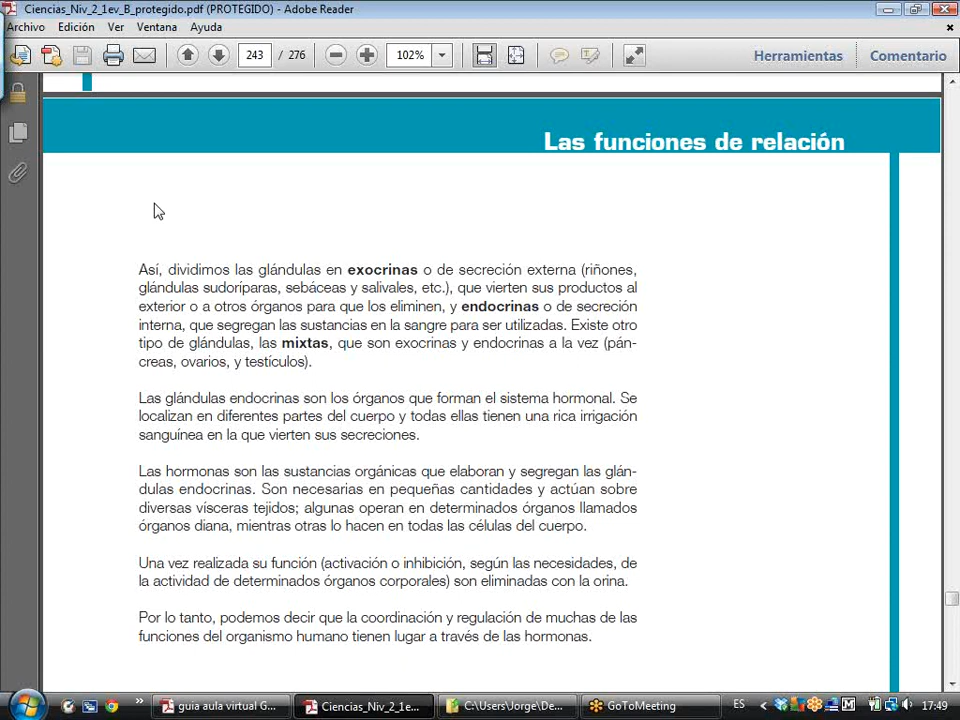 Ciencias_Niv_2_1ev_B_protegido.pdf (PROTEGIDO) - Adobe Reader
Archivo Edición Ver Ventana Ayuda
243 / 276 102% Herramientas Comentario
Las funciones de relación
Así, dividimos las glándulas en exocrinas o de secreción externa (riñones,
glándulas sudoríparas, sebáceas y salivales, etc.), que vierten sus productos al
exterior o a otros órganos para que los eliminen, y endocrinas o de secreción
interna, que segregan las sustancias en la sangre para ser utilizadas. Existe otro
tipo de glándulas, las mixtas, que son exocrinas y endocrinas a la vez (pán-
creas, ovarios, y testículos).
Las glándulas endocrinas son los órganos que forman el sistema hormonal. Se
localizan en diferentes partes del cuerpo y todas ellas tienen una rica irrigación
sanguínea en la que vierten sus secreciones.
Las hormonas son las sustancias orgánicas que elaboran y segregan las glán-
dulas endocrinas. Son necesarias en pequeñas cantidades y actúan sobre
diversas vísceras tejidos; algunas operan en determinados órganos llamados
órganos diana, mientras otras lo hacen en todas las células del cuerpo.
Una vez realizada su función (activación o inhibición, según las necesidades, de
la actividad de determinados órganos corporales) son eliminadas con la orina.
Por lo tanto, podemos decir que la coordinación y regulación de muchas de las
funciones del organismo humano tienen lugar a través de las hormonas.
guia aula virtual G... Ciencias_Niv_2_1e... C:\Users\Jorge\De... GoToMeeting ES 17:49